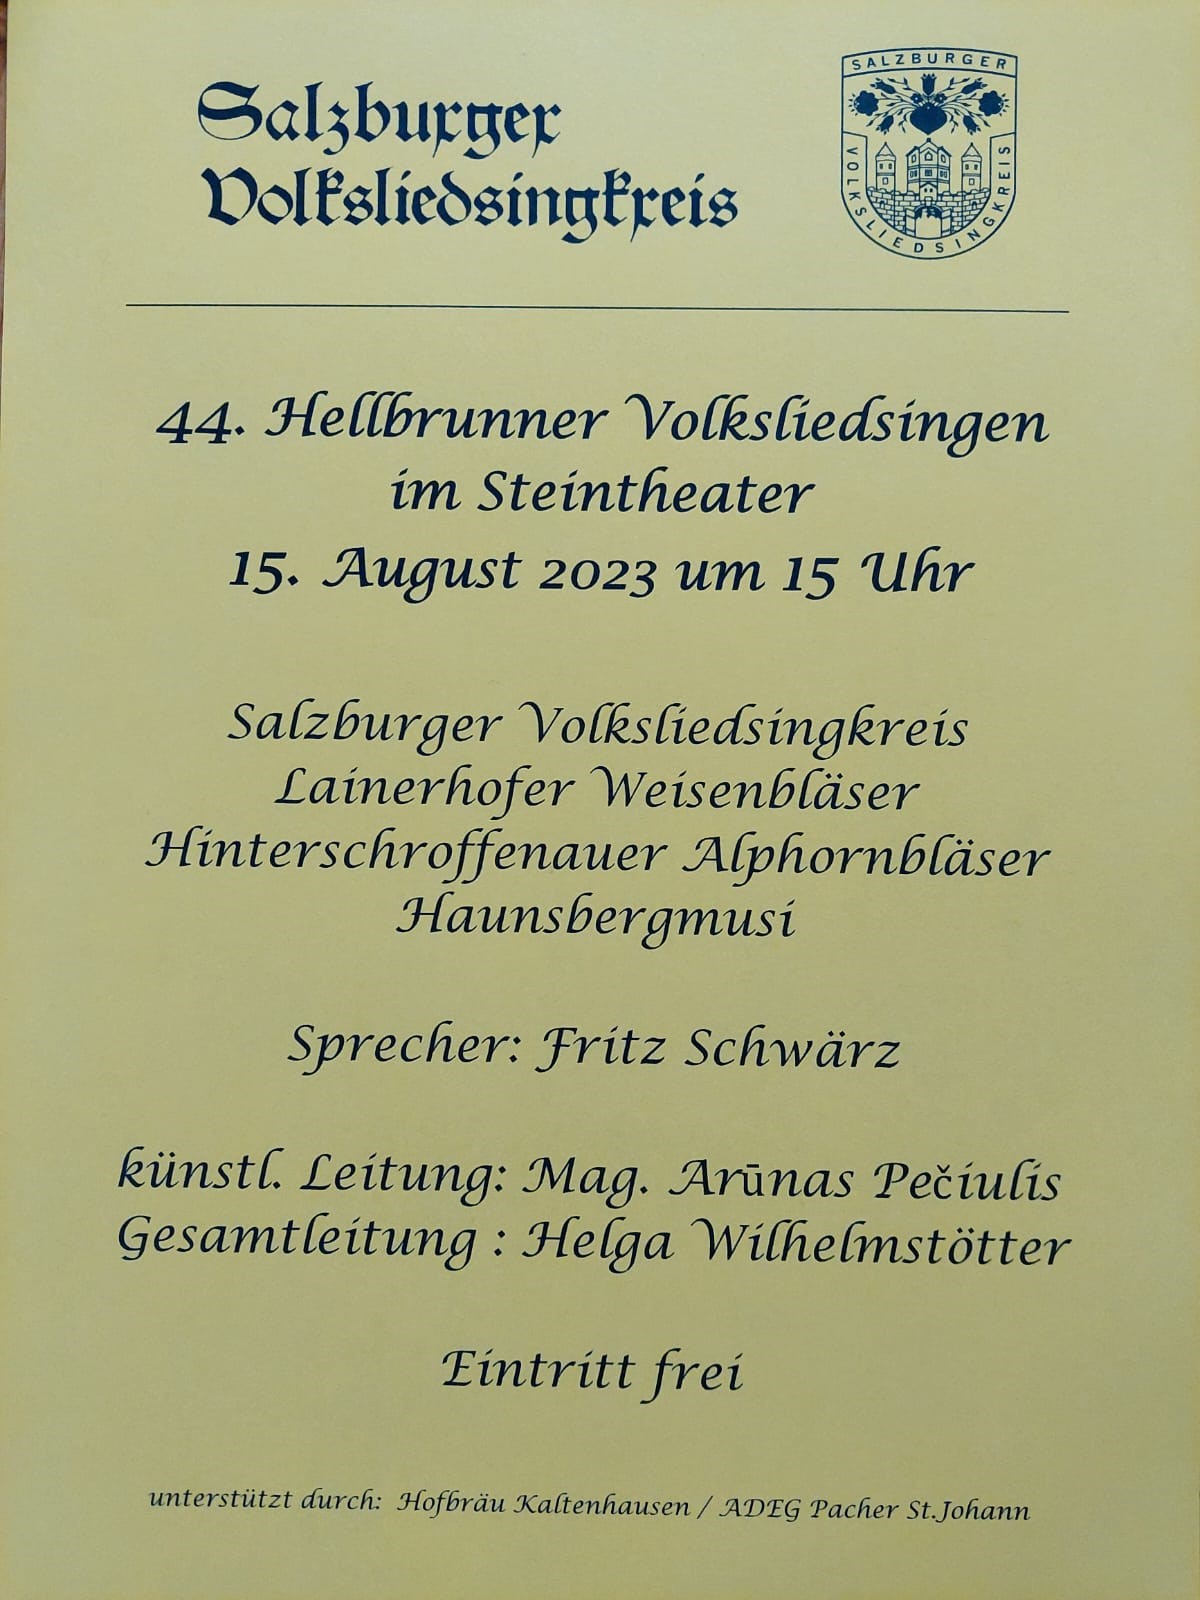 Salzburger
Volksliedsingkreis
SALZBURGER
VOLKSLIEDSINGKREIS
44. Hellbrunner Volksliedsingen
im Steintheater
15. August 2023 um 15 Uhr
Salzburger Volksliedsingkreis
Lainerhofer Weisenbläser
Hinterschroffenauer Alphornbläser
Haunsbergmusi
Sprecher: Fritz Schwärz
künstl. Leitung: Mag. Arūnas Pečiulis
Gesamtleitung : Helga Wilhelmstötter
Eintritt frei
unterstützt durch: Hofbräu Kaltenhausen / ADEG Pacher St.Johann